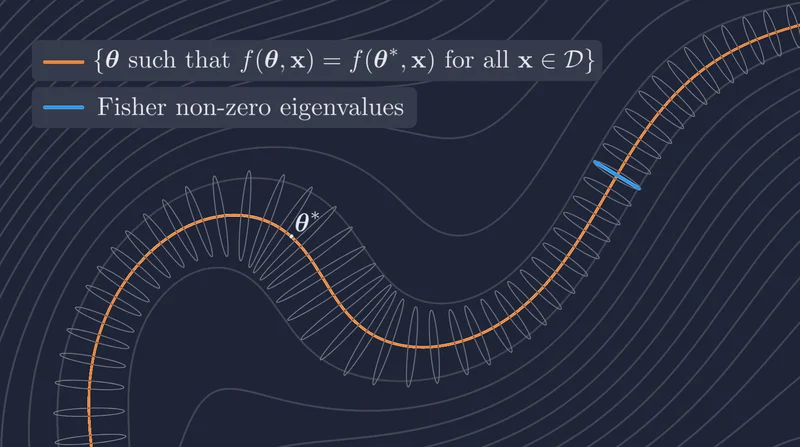 {θ such that f(θ, x) = f(θ*, x) for all x ∈ 𝒟}
Fisher non-zero eigenvalues
θ*